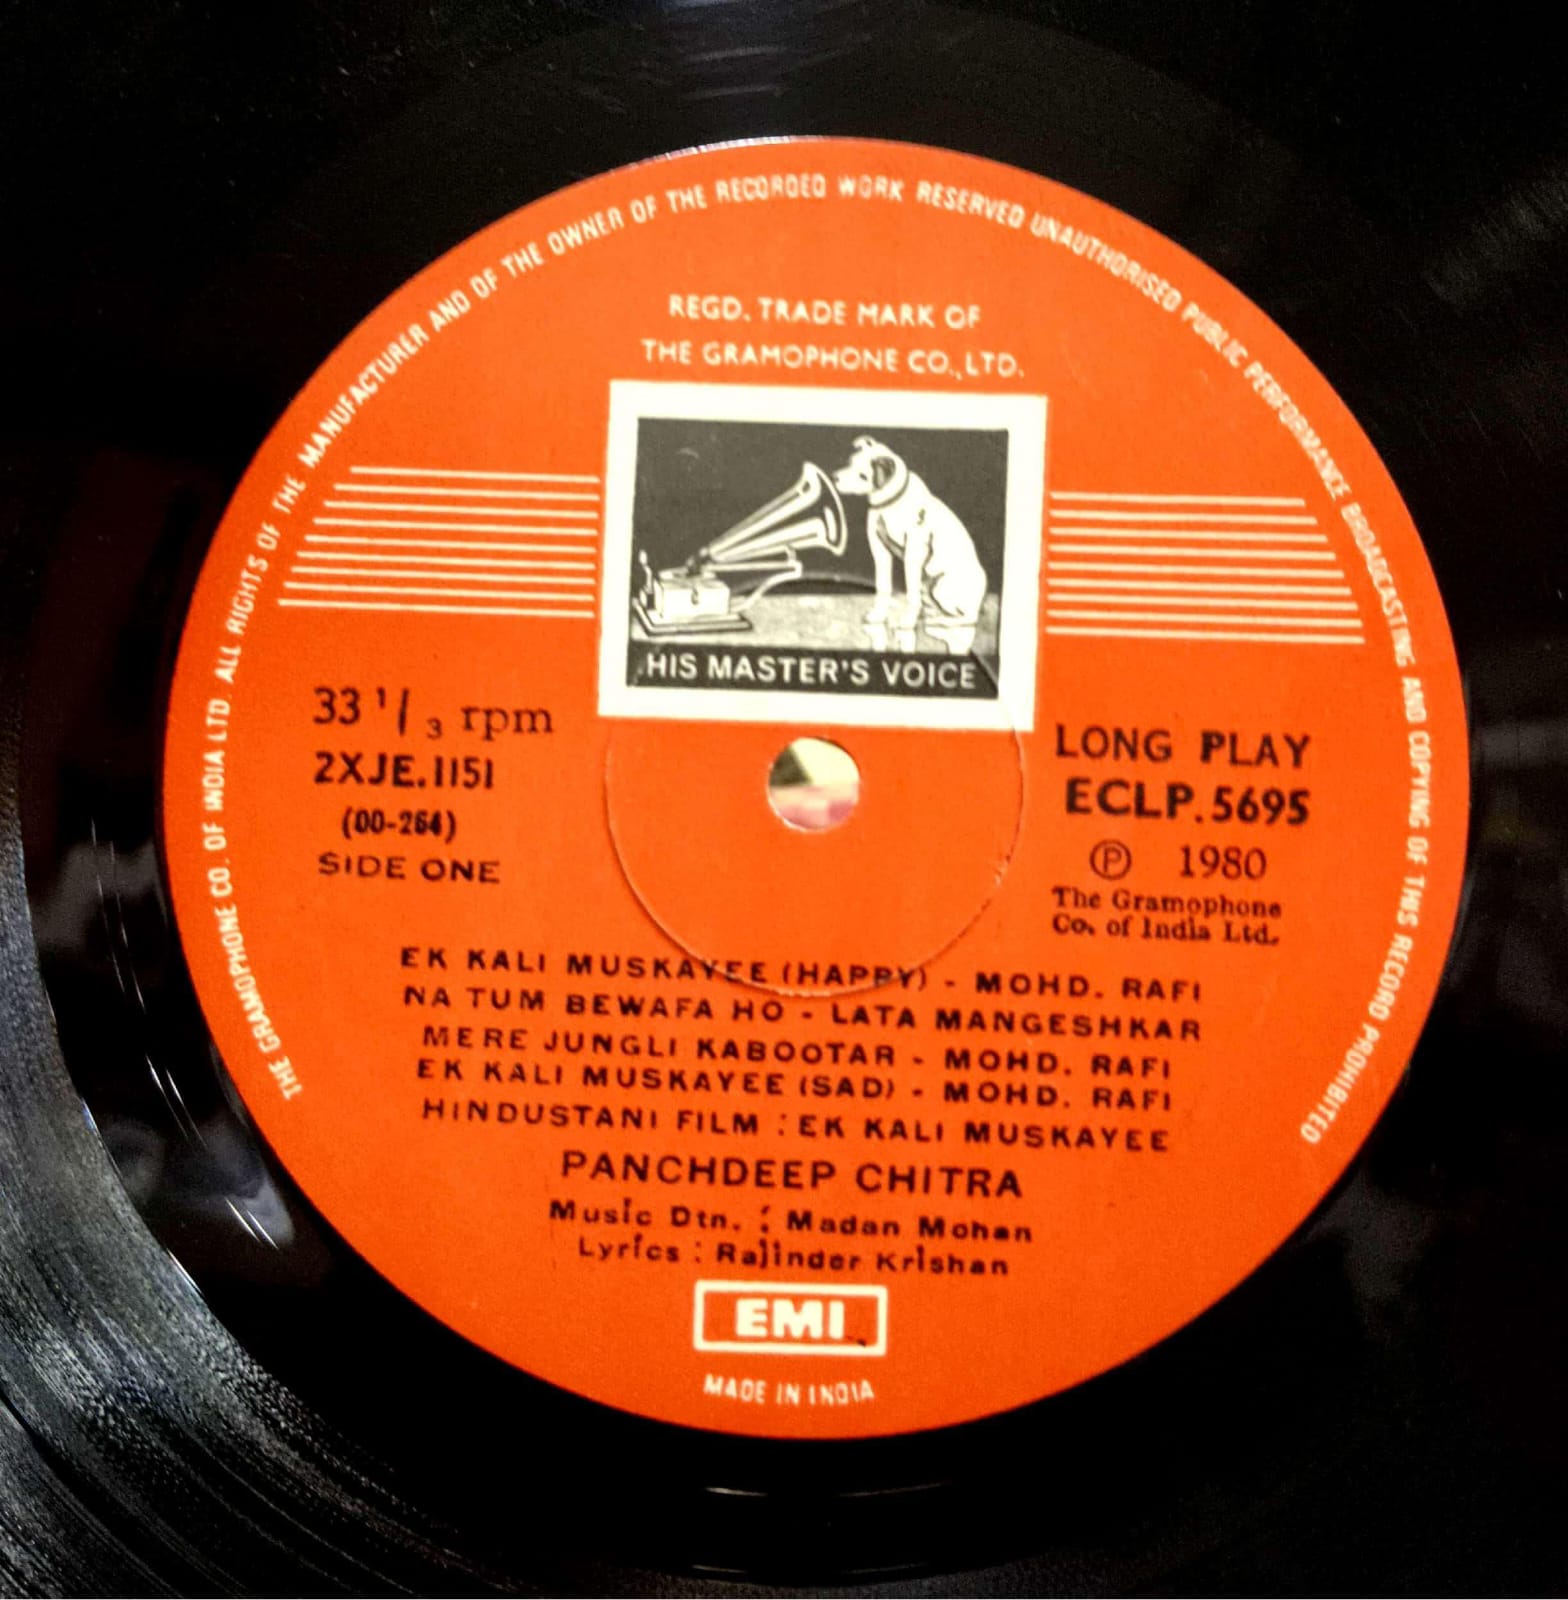 THE GRAMOPHONE CO. OF INDIA LTD. ALL RIGHTS OF THE MANUFACTURER AND OF THE OWNER OF THE RECORDED WORK RESERVED UNAUTHORISED PUBLIC PERFORMANCE BROADCASTING AND COPYING OF THIS RECORD PROHIBITED
REGD. TRADE MARK OF
THE GRAMOPHONE CO., LTD.
HIS MASTER'S VOICE
33 1/3 rpm
2XJE.1151
(00-264)
SIDE ONE
LONG PLAY
ECLP.5695
Ⓟ 1980
The Gramophone
Co. of India Ltd.
EK KALI MUSKAYEE (HAPPY) - MOHD. RAFI
NA TUM BEWAFA HO - LATA MANGESHKAR
MERE JUNGLI KABOOTAR - MOHD. RAFI
EK KALI MUSKAYEE (SAD) - MOHD. RAFI
HINDUSTANI FILM : EK KALI MUSKAYEE
PANCHDEEP CHITRA
Music Dtn. : Madan Mohan
Lyrics : Rajinder Krishan
EMI
MADE IN INDIA